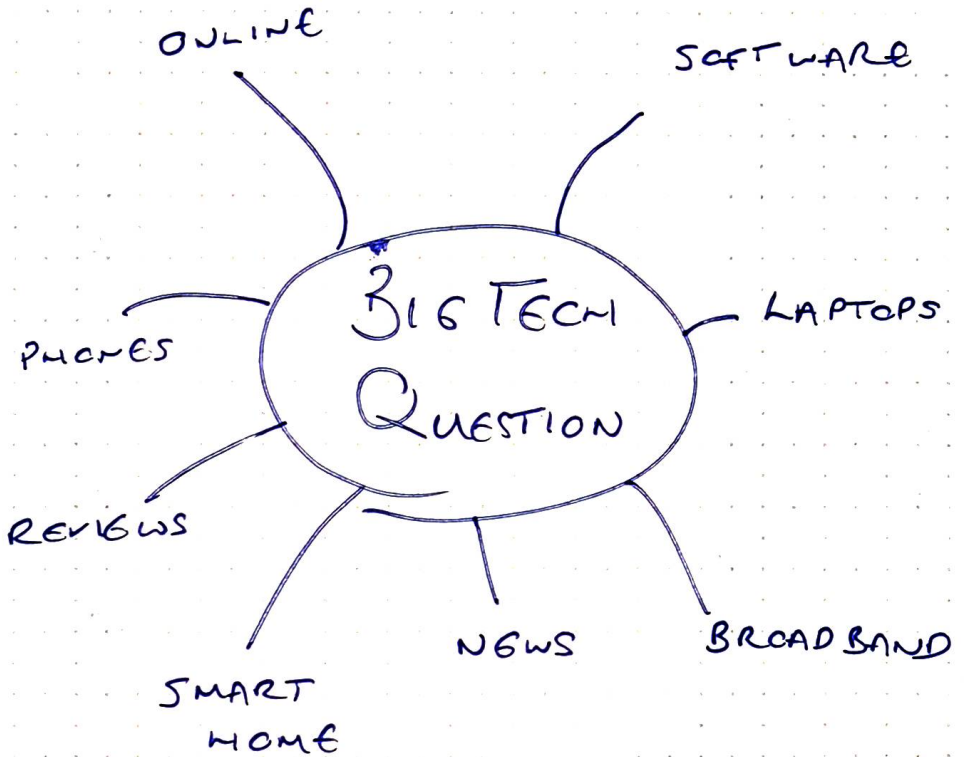 ONLINE
SOFTWARE
BIG TECH
QUESTION
LAPTOPS
PHONES
REVIEWS
NEWS
BROADBAND
SMART
HOME